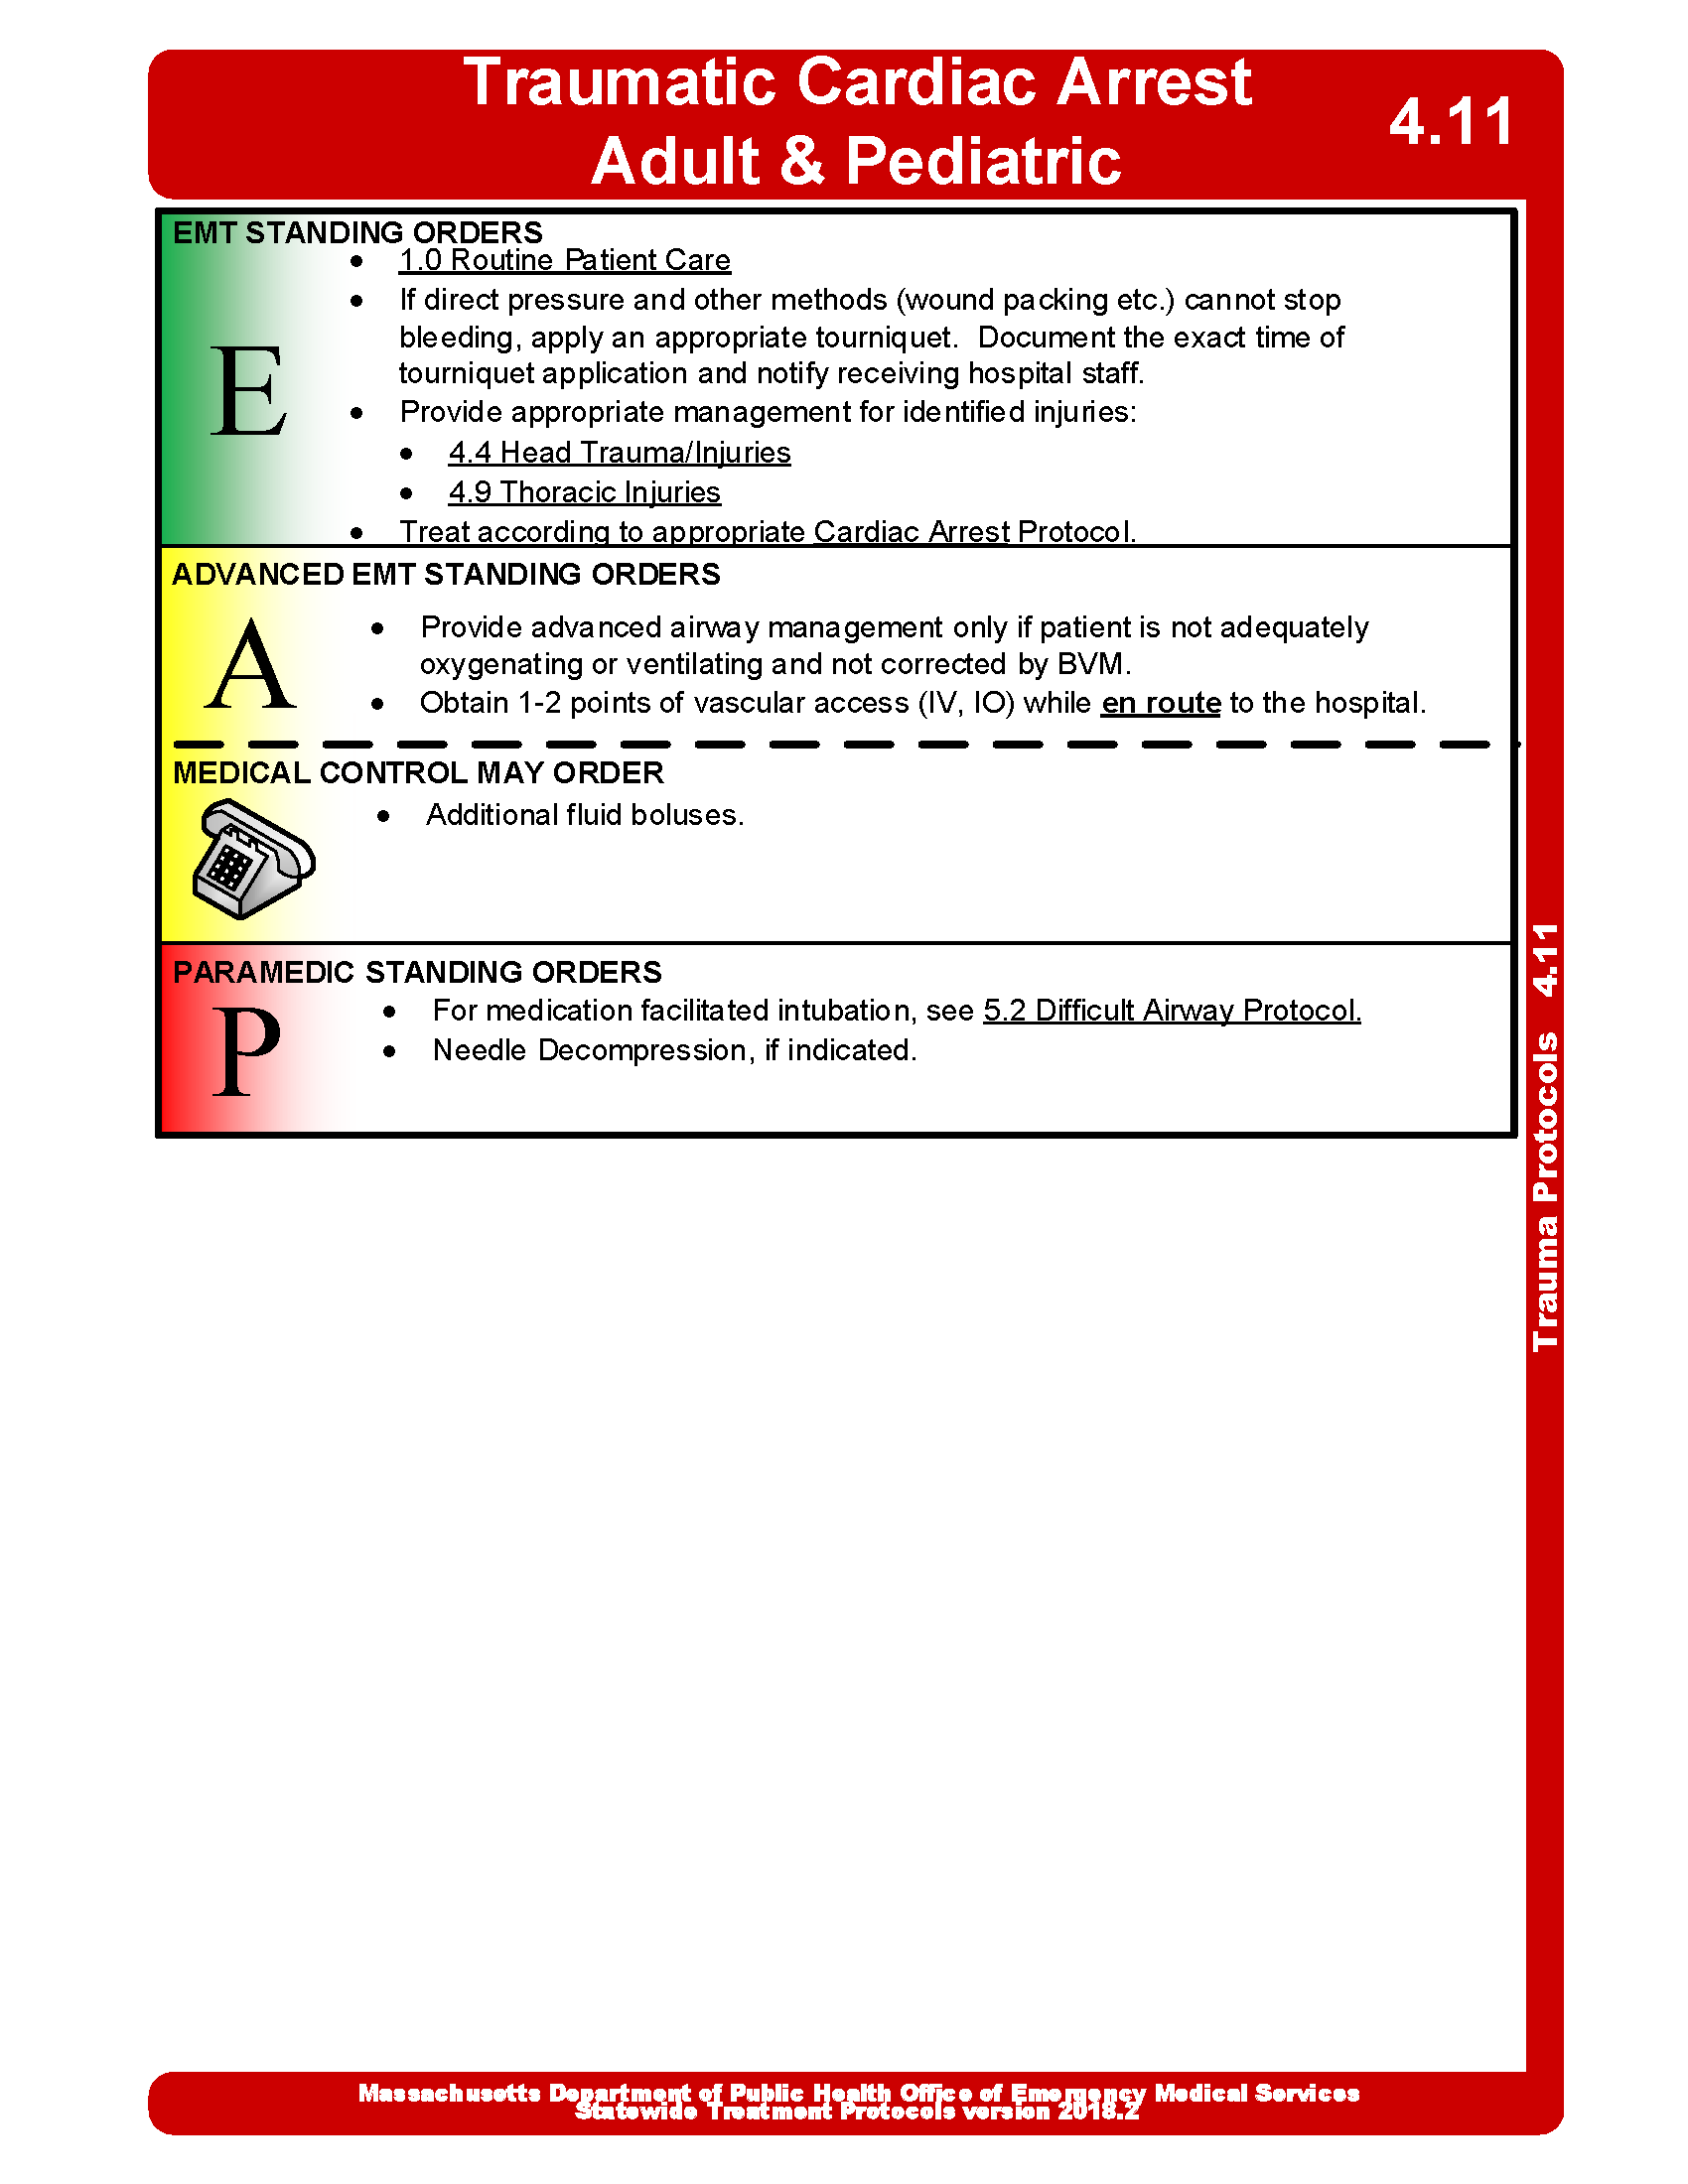 Traumatic Cardiac Arrest
Adult & Pediatric
4.11
EMT STANDING ORDERS
E
• 1.0 Routine Patient Care
• If direct pressure and other methods (wound packing etc.) cannot stop
bleeding, apply an appropriate tourniquet.  Document the exact time of
tourniquet application and notify receiving hospital staff.
• Provide appropriate management for identified injuries:
• 4.4 Head Trauma/Injuries
• 4.9 Thoracic Injuries
• Treat according to appropriate Cardiac Arrest Protocol.
ADVANCED EMT STANDING ORDERS
A
• Provide advanced airway management only if patient is not adequately
oxygenating or ventilating and not corrected by BVM.
• Obtain 1-2 points of vascular access (IV, IO) while en route to the hospital.
MEDICAL CONTROL MAY ORDER
• Additional fluid boluses.
PARAMEDIC STANDING ORDERS
P
• For medication facilitated intubation, see 5.2 Difficult Airway Protocol.
• Needle Decompression, if indicated.
Trauma Protocols 4.11
Massachusetts Department of Public Health Office of Emergency Medical Services
Statewide Treatment Protocols version 2018.2